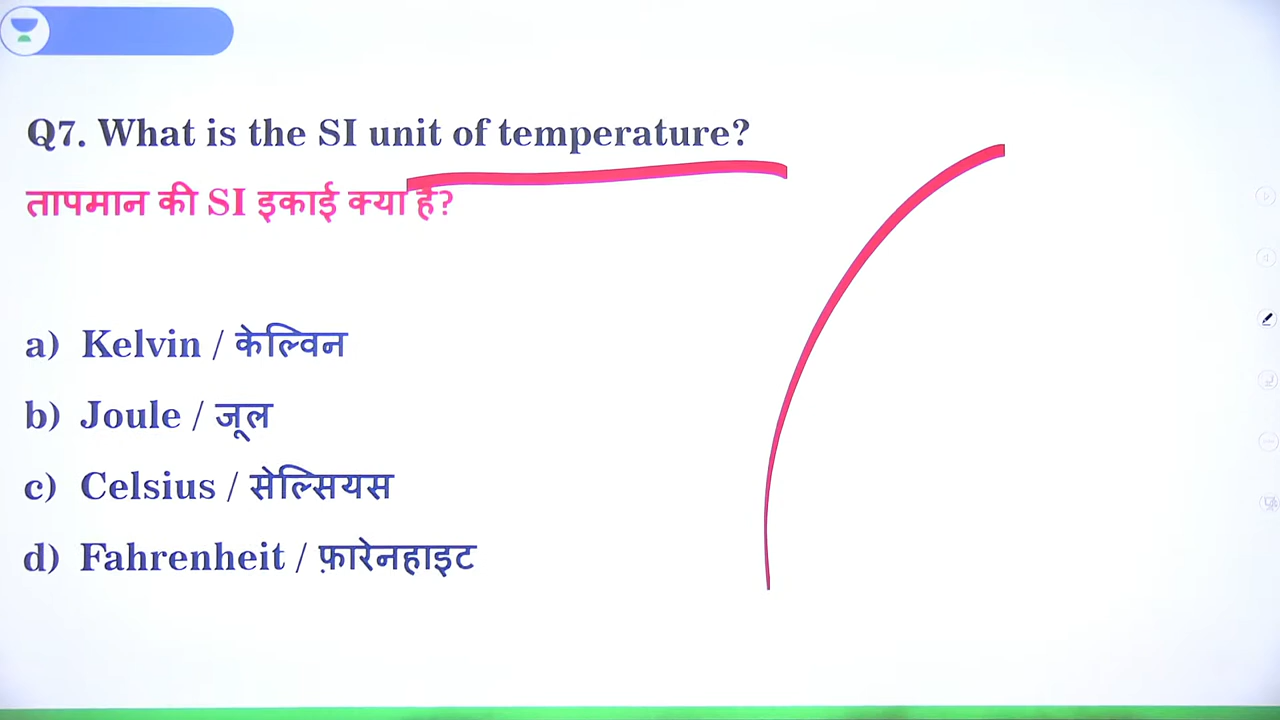 Q7. What is the SI unit of temperature?
तापमान की SI इकाई क्या है?
a) Kelvin / केल्विन
b) Joule / जूल
c) Celsius / सेल्सियस
d) Fahrenheit / फ़ारेनहाइट